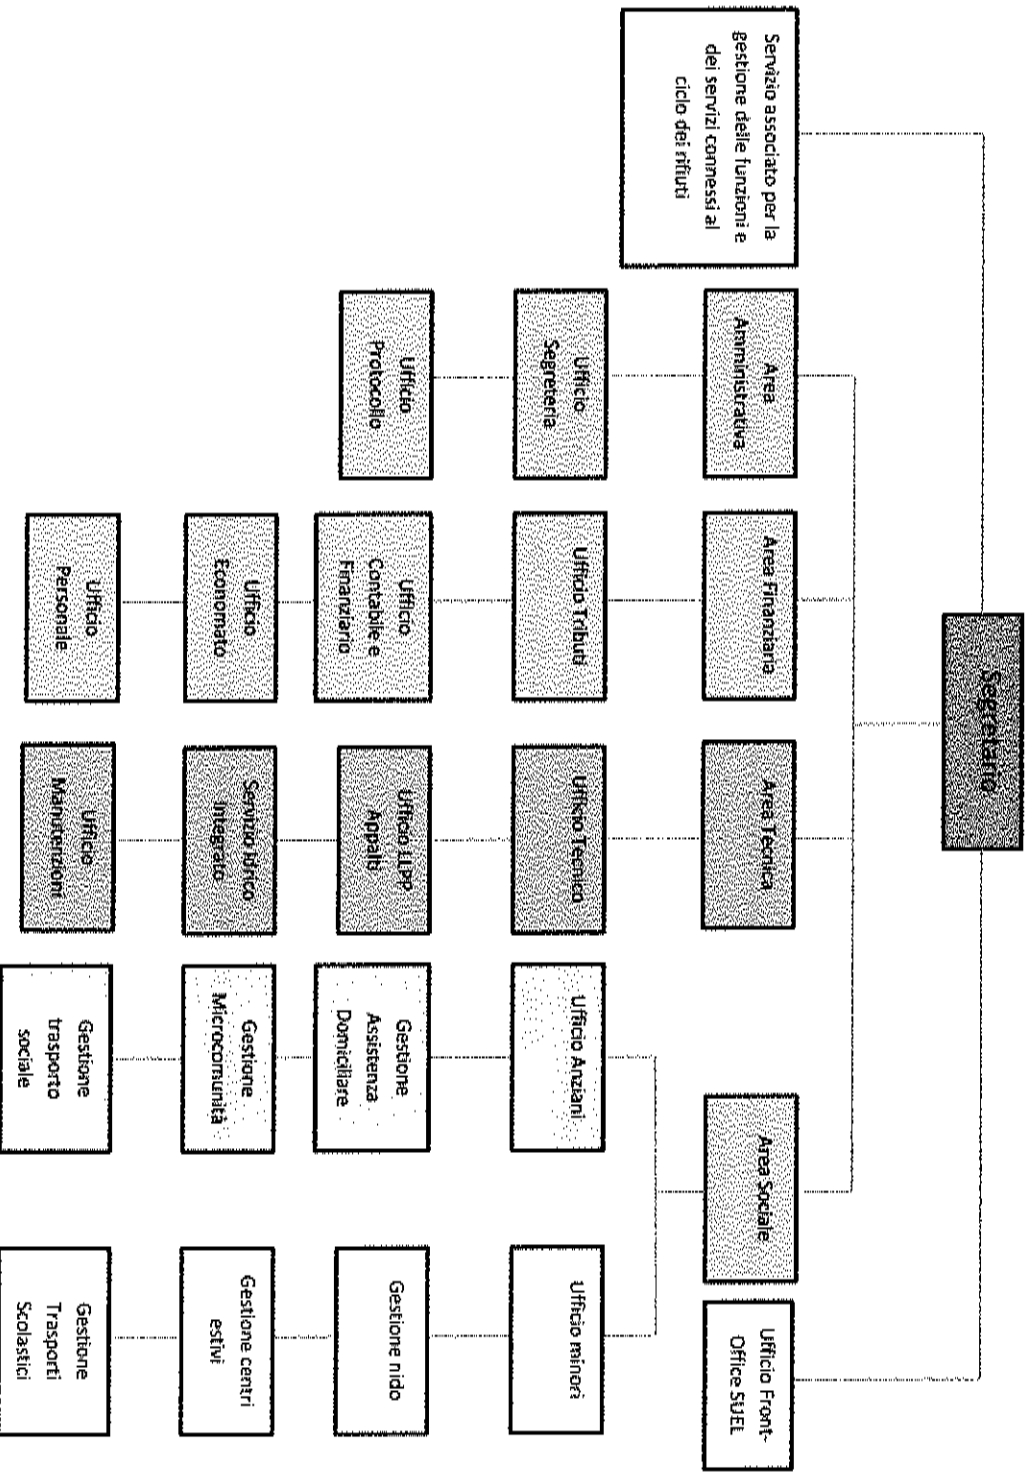 Segretario
Servizio associato per la
gestione delle funzioni e
dei servizi connessi al
ciclo dei rifiuti
Area
Amministrativa
Area Finanziaria
Area Tecnica
Area Sociale
Ufficio Front-
Office SUEL
Ufficio
Segreteria
Ufficio Tributi
Ufficio Tecnico
Ufficio Anziani
Ufficio minori
Ufficio
Protocollo
Ufficio
Contabile e
Finanziario
Ufficio LLPP
Appalti
Gestione
Assistenza
Domiciliare
Gestione nido
Ufficio
Economato
Servizio Idrico
Integrato
Gestione
Microcomunità
Gestione centri
estivi
Ufficio
Personale
Ufficio
Manutenzioni
Gestione
trasporto
sociale
Gestione
Trasporti
Scolastici